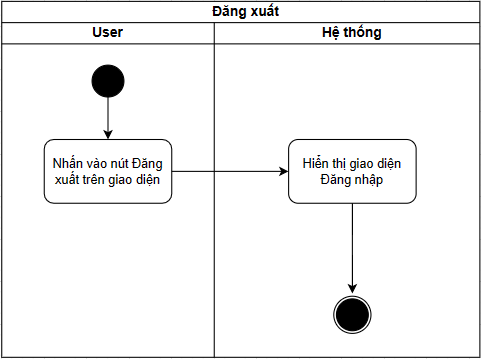 Đăng xuất
User
Hệ thống
Nhấn vào nút Đăng
xuất trên giao diện
Hiển thị giao diện
Đăng nhập